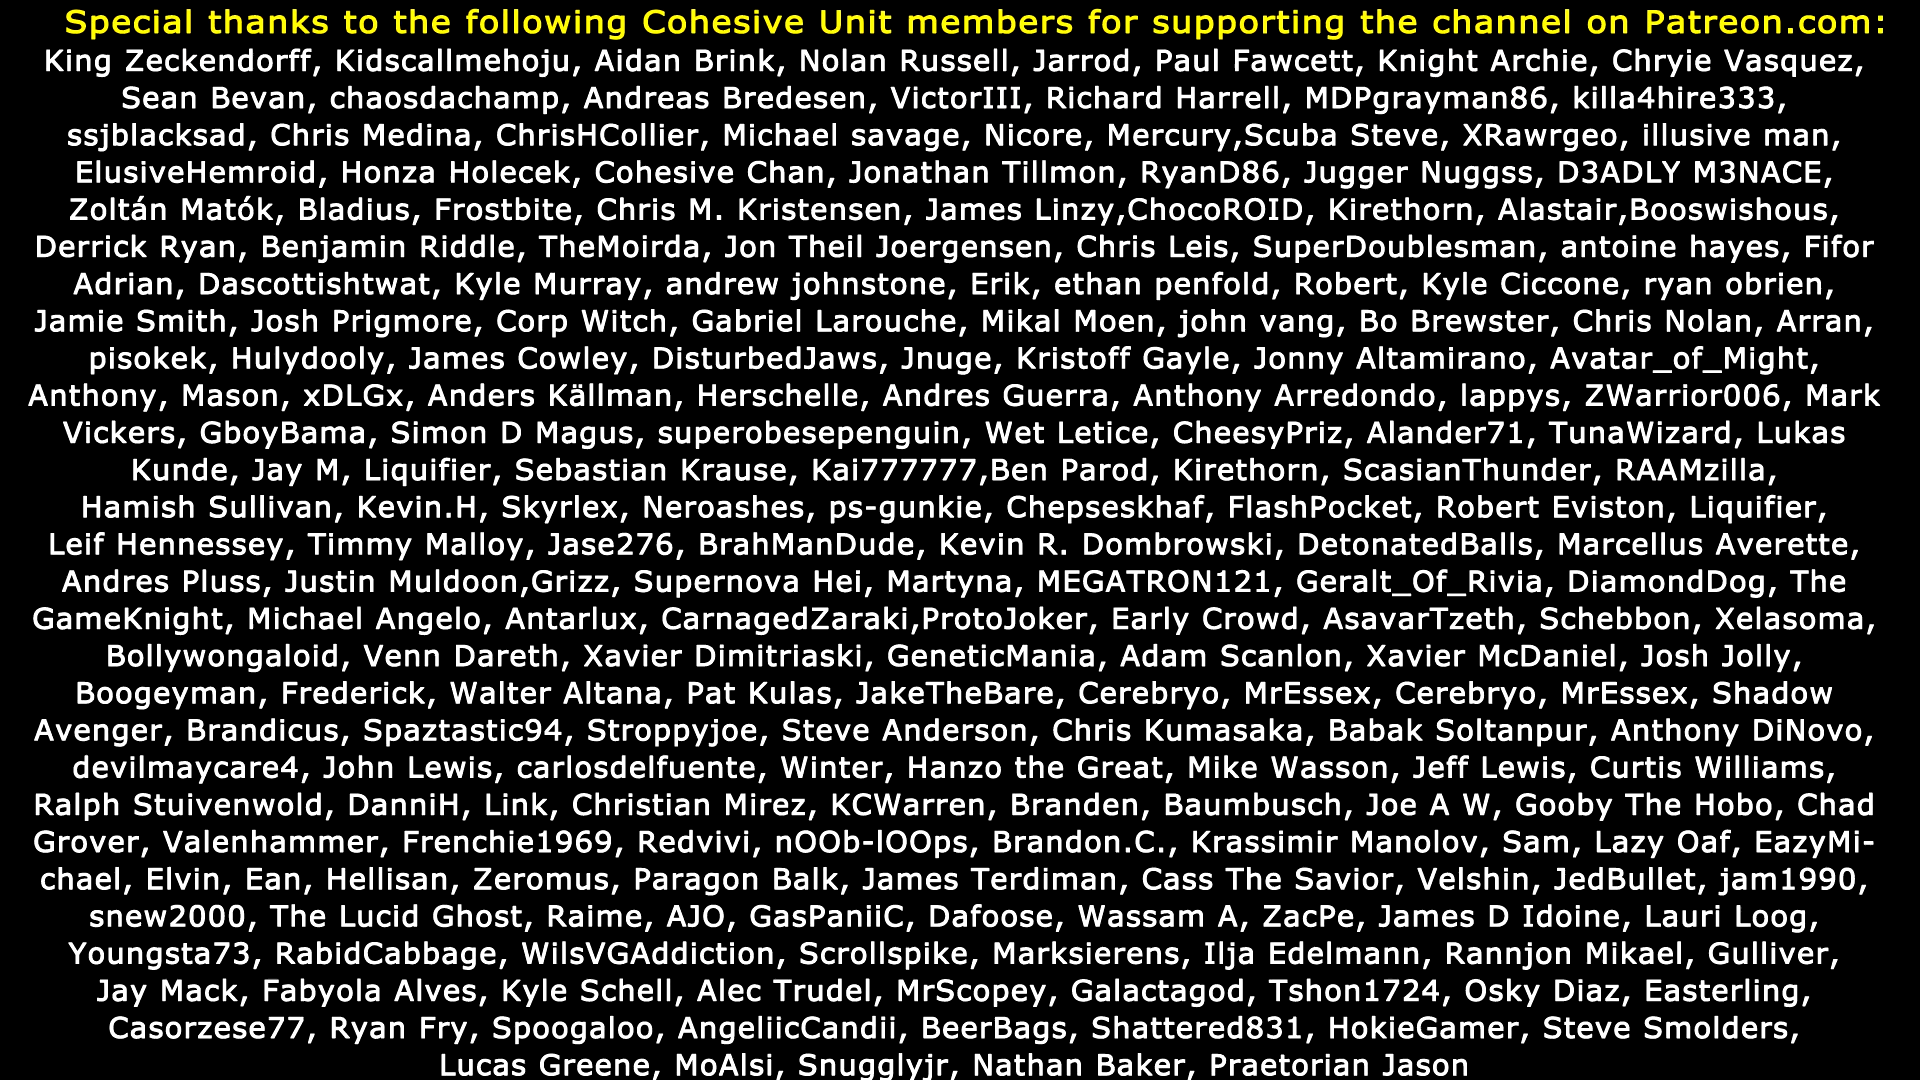 Special thanks to the following Cohesive Unit members for supporting the channel on Patreon.com:
King Zeckendorff, Kidscallmehoju, Aidan Brink, Nolan Russell, Jarrod, Paul Fawcett, Knight Archie, Chryie Vasquez,
Sean Bevan, chaosdachamp, Andreas Bredesen, VictorIII, Richard Harrell, MDPgrayman86, killa4hire333,
ssjblacksad, Chris Medina, ChrisHCollier, Michael savage, Nicore, Mercury,Scuba Steve, XRawrgeo, illusive man,
ElusiveHemroid, Honza Holecek, Cohesive Chan, Jonathan Tillmon, RyanD86, Jugger Nuggss, D3ADLY M3NACE,
Zoltán Matók, Bladius, Frostbite, Chris M. Kristensen, James Linzy,ChocoROID, Kirethorn, Alastair,Booswishous,
Derrick Ryan, Benjamin Riddle, TheMoirda, Jon Theil Joergensen, Chris Leis, SuperDoublesman, antoine hayes, Fifor
Adrian, Dascottishtwat, Kyle Murray, andrew johnstone, Erik, ethan penfold, Robert, Kyle Ciccone, ryan obrien,
Jamie Smith, Josh Prigmore, Corp Witch, Gabriel Larouche, Mikal Moen, john vang, Bo Brewster, Chris Nolan, Arran,
pisokek, Hulydooly, James Cowley, DisturbedJaws, Jnuge, Kristoff Gayle, Jonny Altamirano, Avatar_of_Might,
Anthony, Mason, xDLGx, Anders Källman, Herschelle, Andres Guerra, Anthony Arredondo, lappys, ZWarrior006, Mark
Vickers, GboyBama, Simon D Magus, superobesepenguin, Wet Letice, CheesyPriz, Alander71, TunaWizard, Lukas
Kunde, Jay M, Liquifier, Sebastian Krause, Kai777777,Ben Parod, Kirethorn, ScasianThunder, RAAMzilla,
Hamish Sullivan, Kevin.H, Skyrlex, Neroashes, ps-gunkie, Chepseskhaf, FlashPocket, Robert Eviston, Liquifier,
Leif Hennessey, Timmy Malloy, Jase276, BrahManDude, Kevin R. Dombrowski, DetonatedBalls, Marcellus Averette,
Andres Pluss, Justin Muldoon,Grizz, Supernova Hei, Martyna, MEGATRON121, Geralt_Of_Rivia, DiamondDog, The
GameKnight, Michael Angelo, Antarlux, CarnagedZaraki,ProtoJoker, Early Crowd, AsavarTzeth, Schebbon, Xelasoma,
Bollywongaloid, Venn Dareth, Xavier Dimitriaski, GeneticMania, Adam Scanlon, Xavier McDaniel, Josh Jolly,
Boogeyman, Frederick, Walter Altana, Pat Kulas, JakeTheBare, Cerebryo, MrEssex, Cerebryo, MrEssex, Shadow
Avenger, Brandicus, Spaztastic94, Stroppyjoe, Steve Anderson, Chris Kumasaka, Babak Soltanpur, Anthony DiNovo,
devilmaycare4, John Lewis, carlosdelfuente, Winter, Hanzo the Great, Mike Wasson, Jeff Lewis, Curtis Williams,
Ralph Stuivenwold, DanniH, Link, Christian Mirez, KCWarren, Branden, Baumbusch, Joe A W, Gooby The Hobo, Chad
Grover, Valenhammer, Frenchie1969, Redvivi, nOOb-lOOps, Brandon.C., Krassimir Manolov, Sam, Lazy Oaf, EazyMi-
chael, Elvin, Ean, Hellisan, Zeromus, Paragon Balk, James Terdiman, Cass The Savior, Velshin, JedBullet, jam1990,
snew2000, The Lucid Ghost, Raime, AJO, GasPaniiC, Dafoose, Wassam A, ZacPe, James D Idoine, Lauri Loog,
Youngsta73, RabidCabbage, WilsVGAddiction, Scrollspike, Marksierens, Ilja Edelmann, Rannjon Mikael, Gulliver,
Jay Mack, Fabyola Alves, Kyle Schell, Alec Trudel, MrScopey, Galactagod, Tshon1724, Osky Diaz, Easterling,
Casorzese77, Ryan Fry, Spoogaloo, AngeliicCandii, BeerBags, Shattered831, HokieGamer, Steve Smolders,
Lucas Greene, MoAlsi, Snugglyjr, Nathan Baker, Praetorian Jason